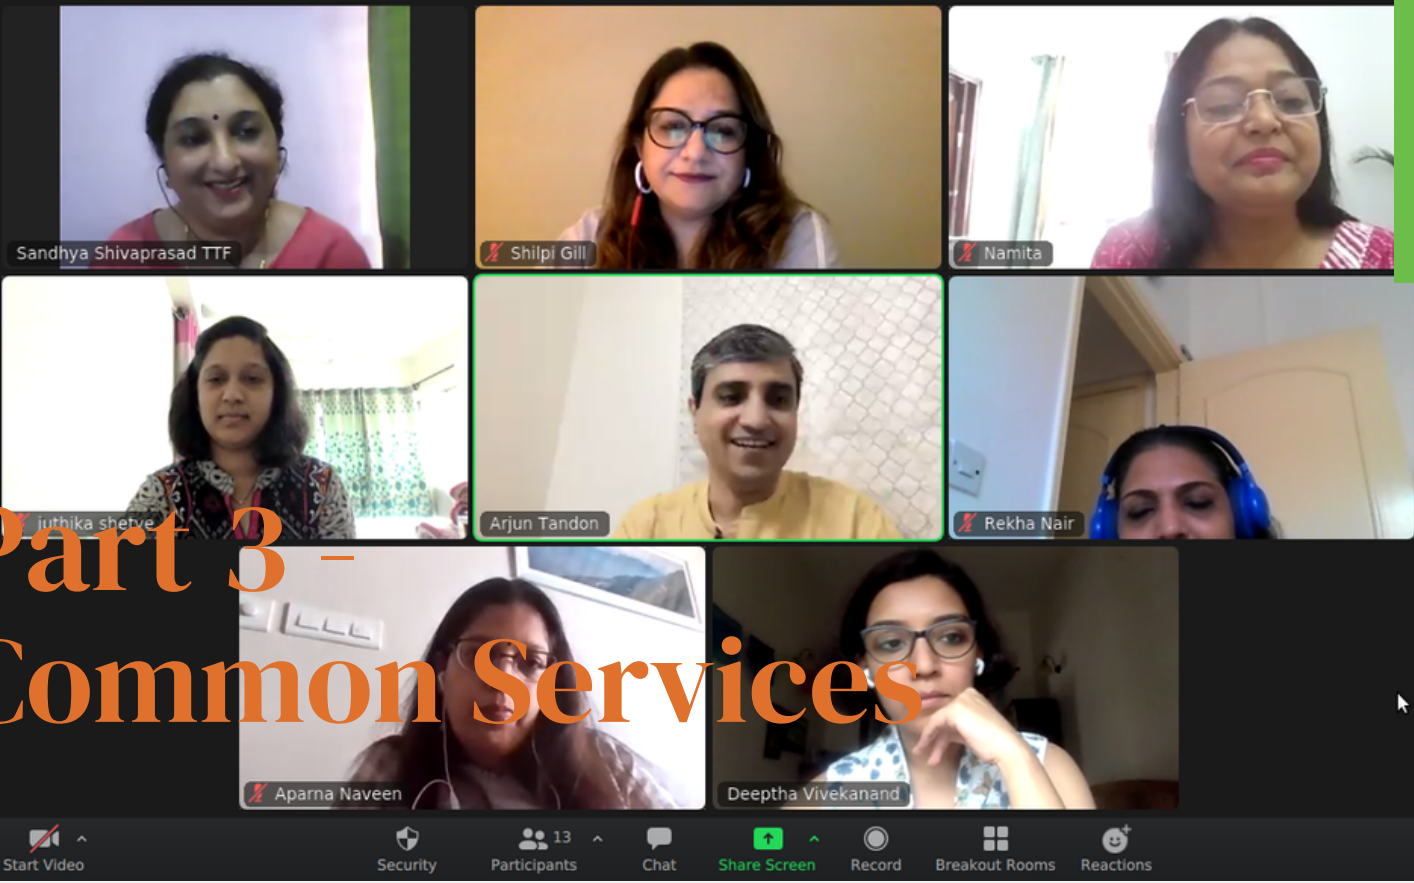 Sandhya Shivaprasad TTF
Shilpi Gill
Namita
juthika shetye
Arjun Tandon
Rekha Nair
Part 3 –
Common Services
Aparna Naveen
Deeptha Vivekanand
Start Video
Security
Participants 13
Chat
Share Screen
Record
Breakout Rooms
Reactions